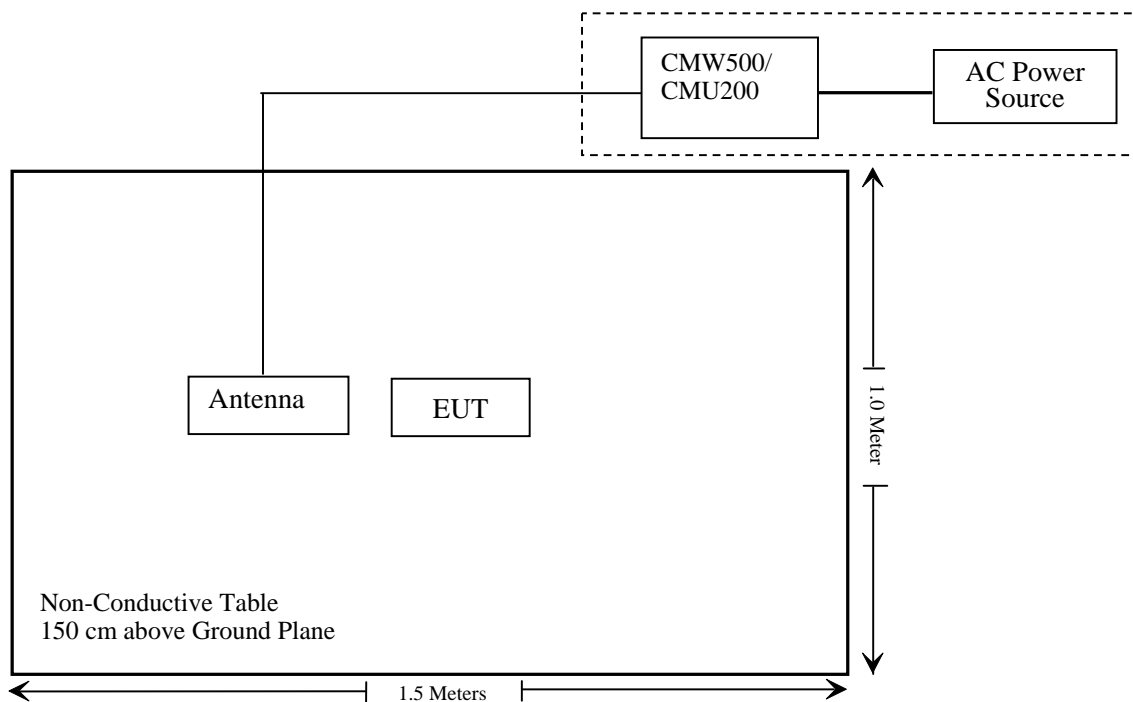 CMW500/
CMU200
AC Power
Source
Antenna
EUT
1.0 Meter
Non-Conductive Table
150 cm above Ground Plane
1.5 Meters